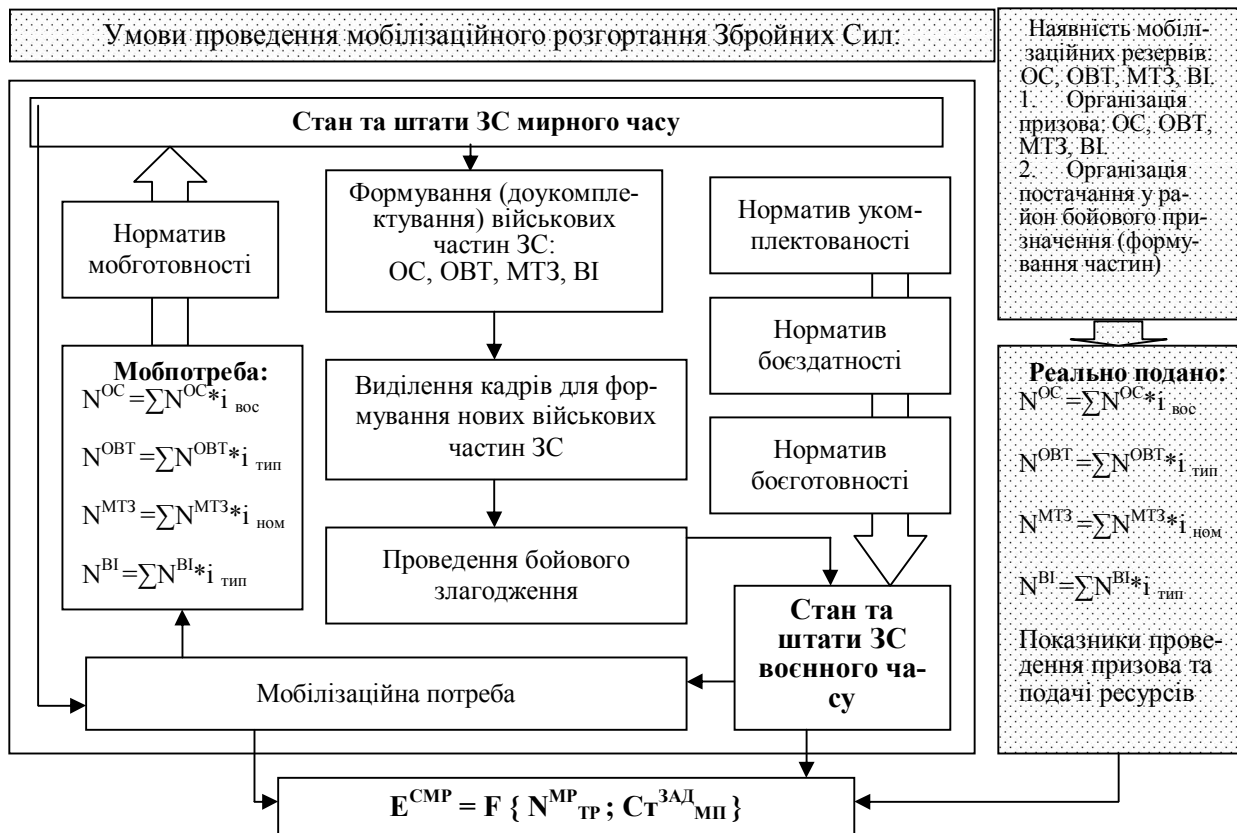 Умови проведення мобілізаційного розгортання Збройних Сил:
Наявність мобілі-
заційних резервів:
ОС, ОВТ, МТЗ, ВІ.
1. Організація
призова: ОС, ОВТ,
МТЗ, ВІ.
2. Організація
постачання у ра-
йон бойового при-
значення (форму-
вання частин)
Стан та штати ЗС мирного часу
Норматив
мобготовності
Формування (доукомпле-
ктування) військових
частин ЗС:
ОС, ОВТ, МТЗ, ВІ
Норматив уком-
плектованості
Норматив
боєздатності
Норматив
боєготовності
Мобпотреба:
N^ОС =∑N^ОС*i вос
N^ОВТ =∑N^ОВТ*i тип
N^МТЗ =∑N^МТЗ*i ном
N^ВІ =∑N^ВІ*i тип
Виділення кадрів для фор-
мування нових військових
частин ЗС
Проведення бойового
злагодження
Стан та
штати ЗС
воєнного ча-
су
Мобілізаційна потреба
Реально подано:
N^ОС =∑N^ОС*i вос
N^ОВТ =∑N^ОВТ*i тип
N^МТЗ =∑N^МТЗ*i ном
N^ВІ =∑N^ВІ*i тип
Показники прове-
дення призова та
подачі ресурсів
E^СМР = F { N^МР_ТР ; Ст^ЗАД_МП }